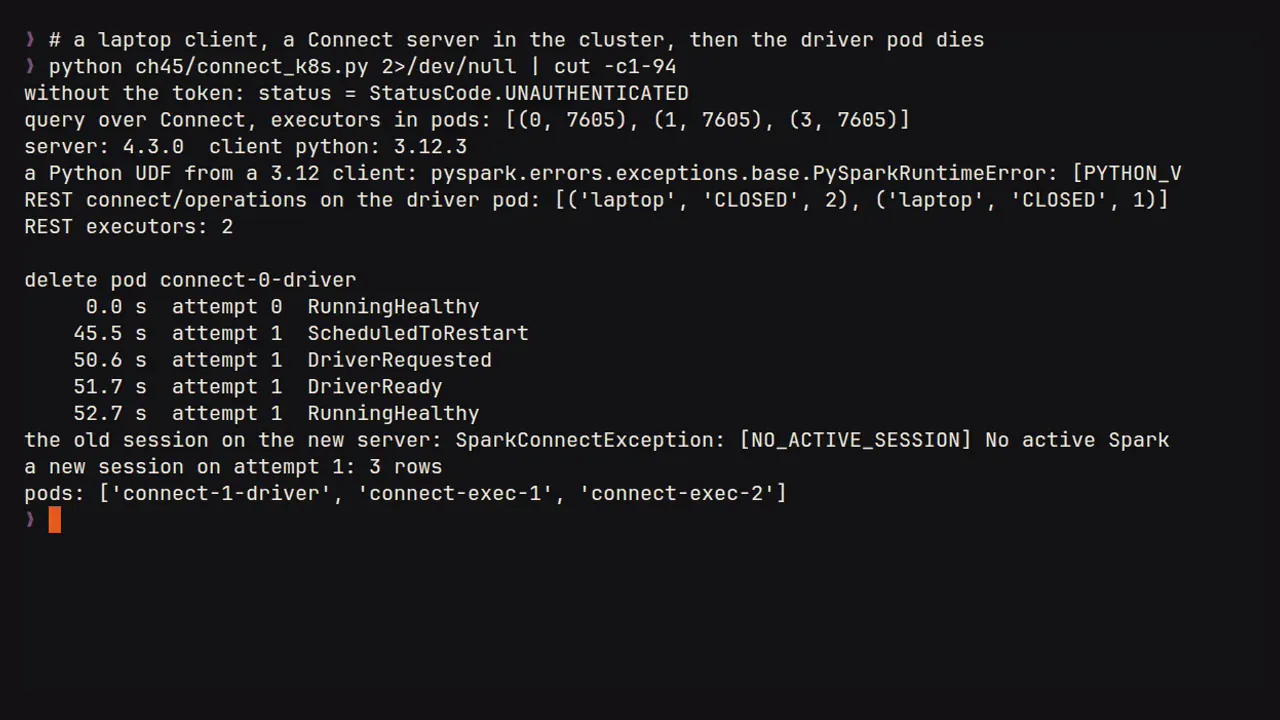 ❯ # a laptop client, a Connect server in the cluster, then the driver pod dies
❯ python ch45/connect_k8s.py 2>/dev/null | cut -c1-94
without the token: status = StatusCode.UNAUTHENTICATED
query over Connect, executors in pods: [(0, 7605), (1, 7605), (3, 7605)]
server: 4.3.0  client python: 3.12.3
a Python UDF from a 3.12 client: pyspark.errors.exceptions.base.PySparkRuntimeError: [PYTHON_V
REST connect/operations on the driver pod: [('laptop', 'CLOSED', 2), ('laptop', 'CLOSED', 1)]
REST executors: 2

delete pod connect-0-driver
     0.0 s  attempt 0  RunningHealthy
    45.5 s  attempt 1  ScheduledToRestart
    50.6 s  attempt 1  DriverRequested
    51.7 s  attempt 1  DriverReady
    52.7 s  attempt 1  RunningHealthy
the old session on the new server: SparkConnectException: [NO_ACTIVE_SESSION] No active Spark
a new session on attempt 1: 3 rows
pods: ['connect-1-driver', 'connect-exec-1', 'connect-exec-2']
❯